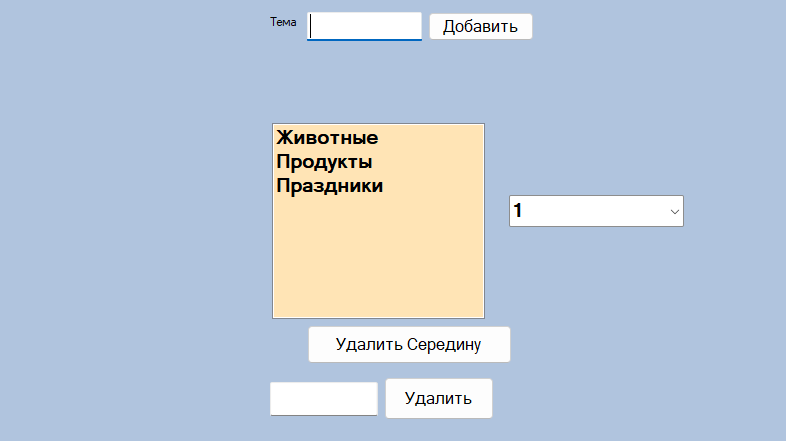 Тема
Добавить
Животные
Продукты
Праздники
1
Удалить Середину
Удалить